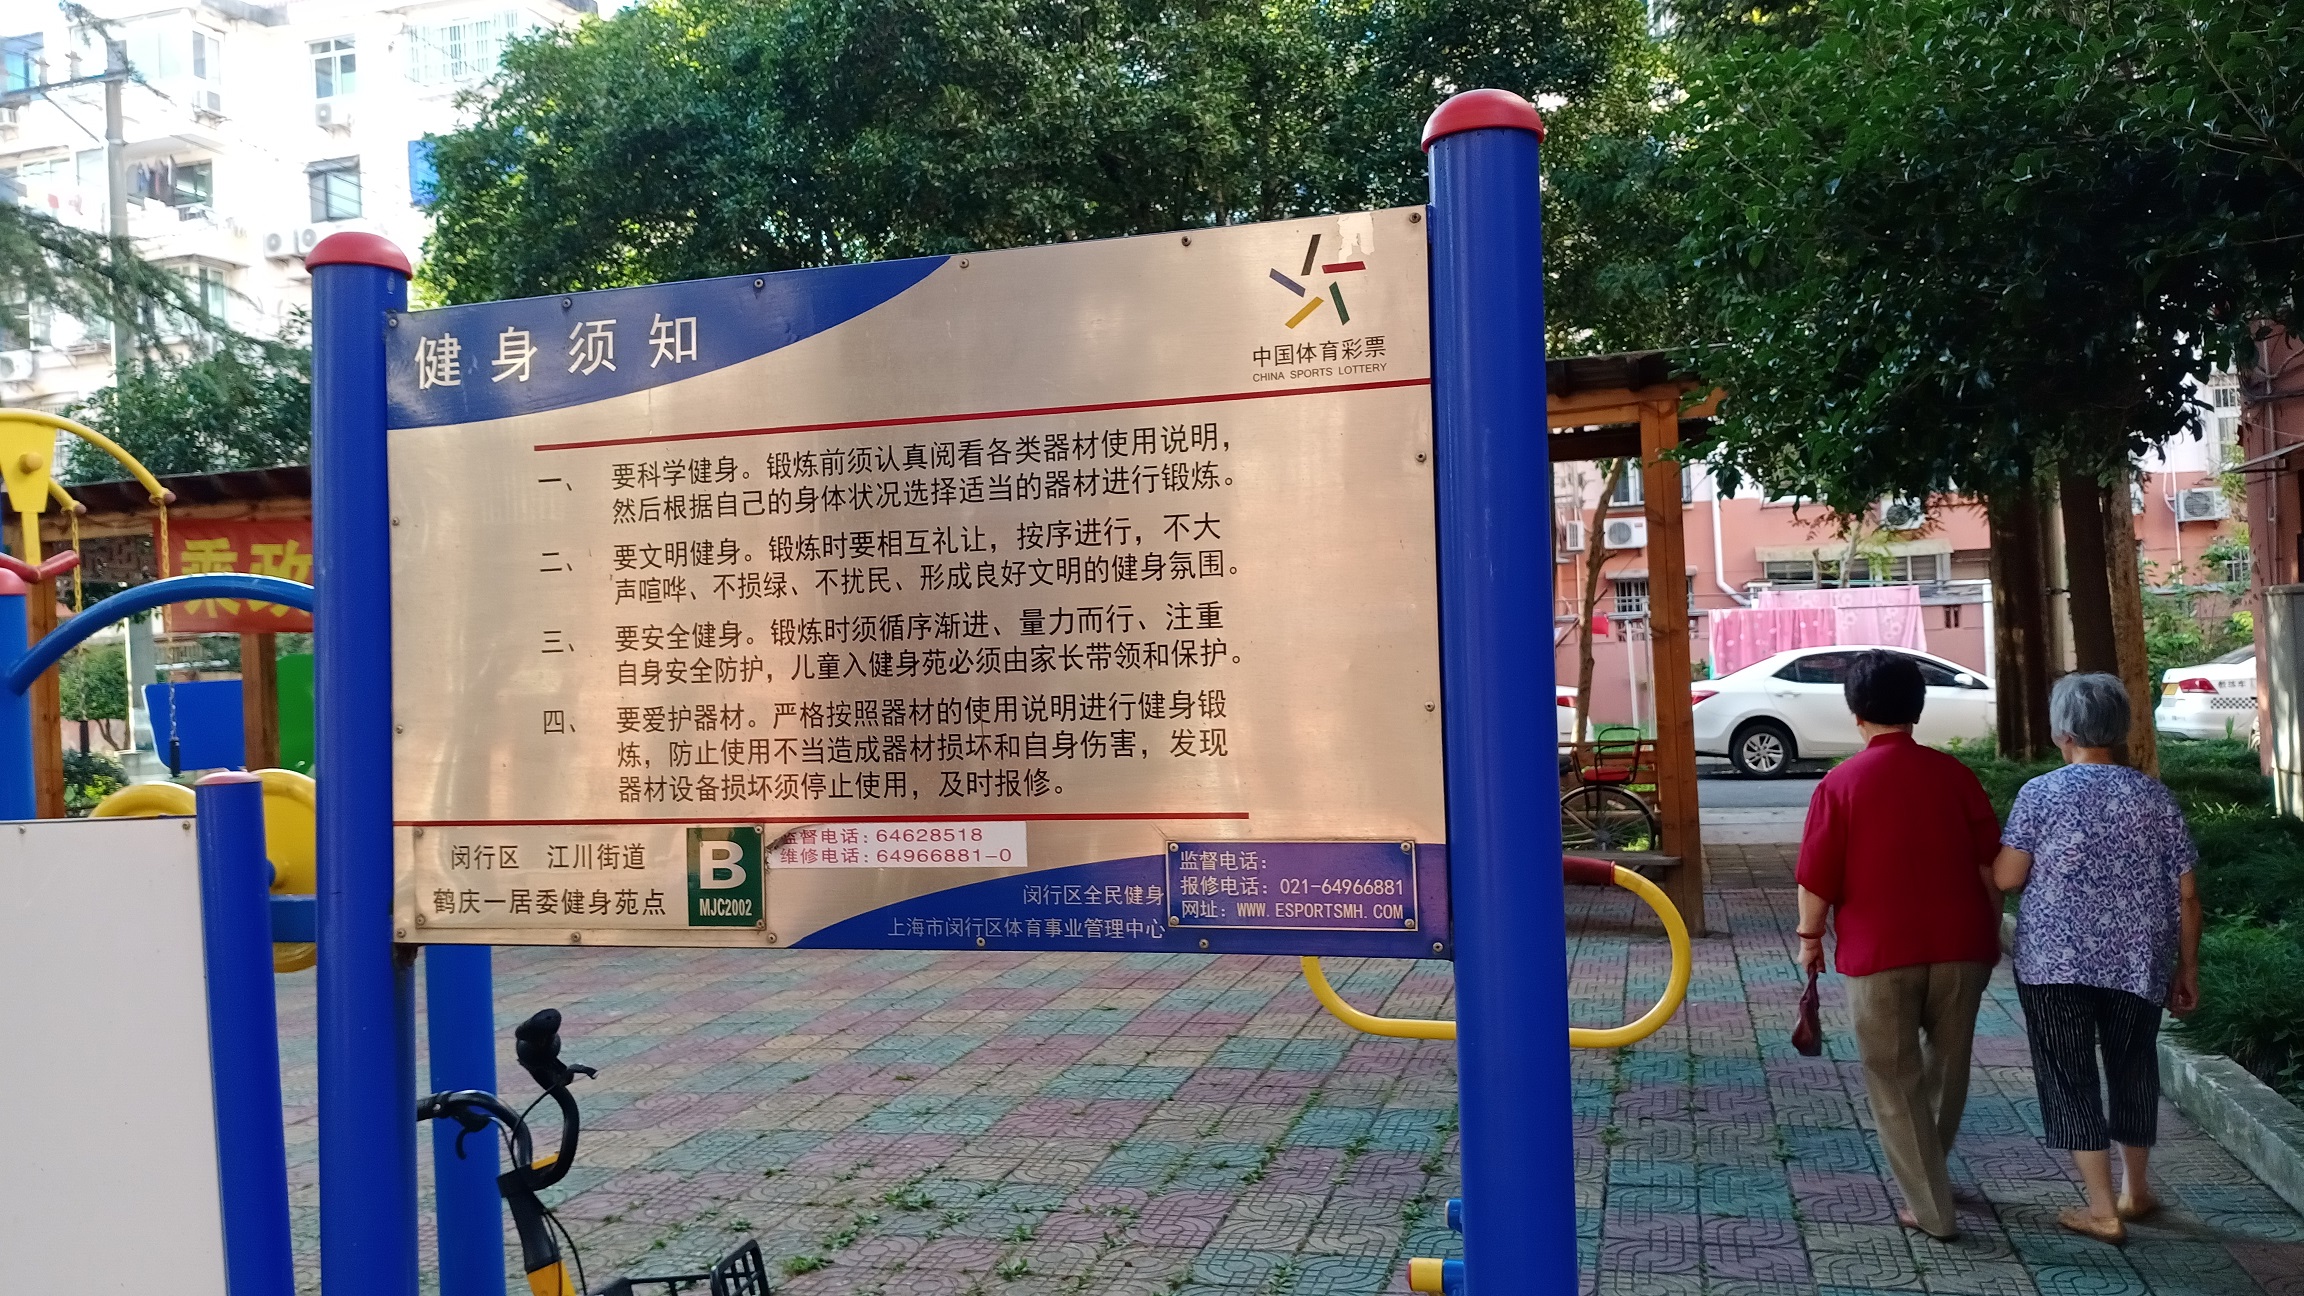 健身须知
中国体育彩票
CHINA SPORTS LOTTERY
一、 要科学健身。锻炼前须认真阅看各类器材使用说明，
然后根据自己的身体状况选择适当的器材进行锻炼。
二、 要文明健身。锻炼时要相互礼让，按序进行，不大
声喧哗、不损绿、不扰民、形成良好文明的健身氛围。
三、 要安全健身。锻炼时须循序渐进、量力而行、注重
自身安全防护，儿童入健身苑必须由家长带领和保护。
四、 要爱护器材。严格按照器材的使用说明进行健身锻
炼，防止使用不当造成器材损坏和自身伤害，发现
器材设备损坏须停止使用，及时报修。
闵行区 江川街道
鹤庆一居委健身苑点
B
MJC2002
监督电话：64628518
维修电话：64966881-0
闵行区全民健身
上海市闵行区体育事业管理中心
监督电话：
报修电话：021-64966881
网址：WWW.ESPORTSMH.COM
乘政
教练车